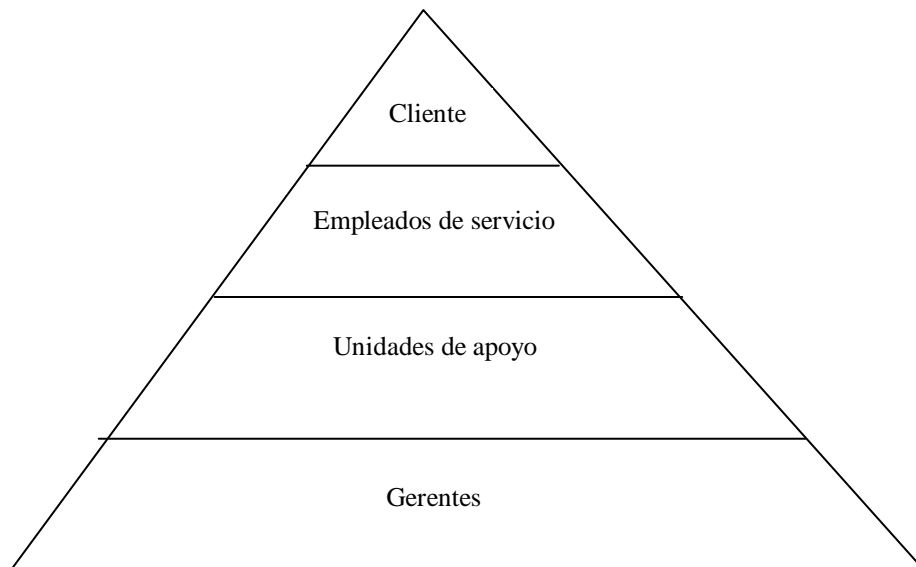 Cliente
Empleados de servicio
Unidades de apoyo
Gerentes